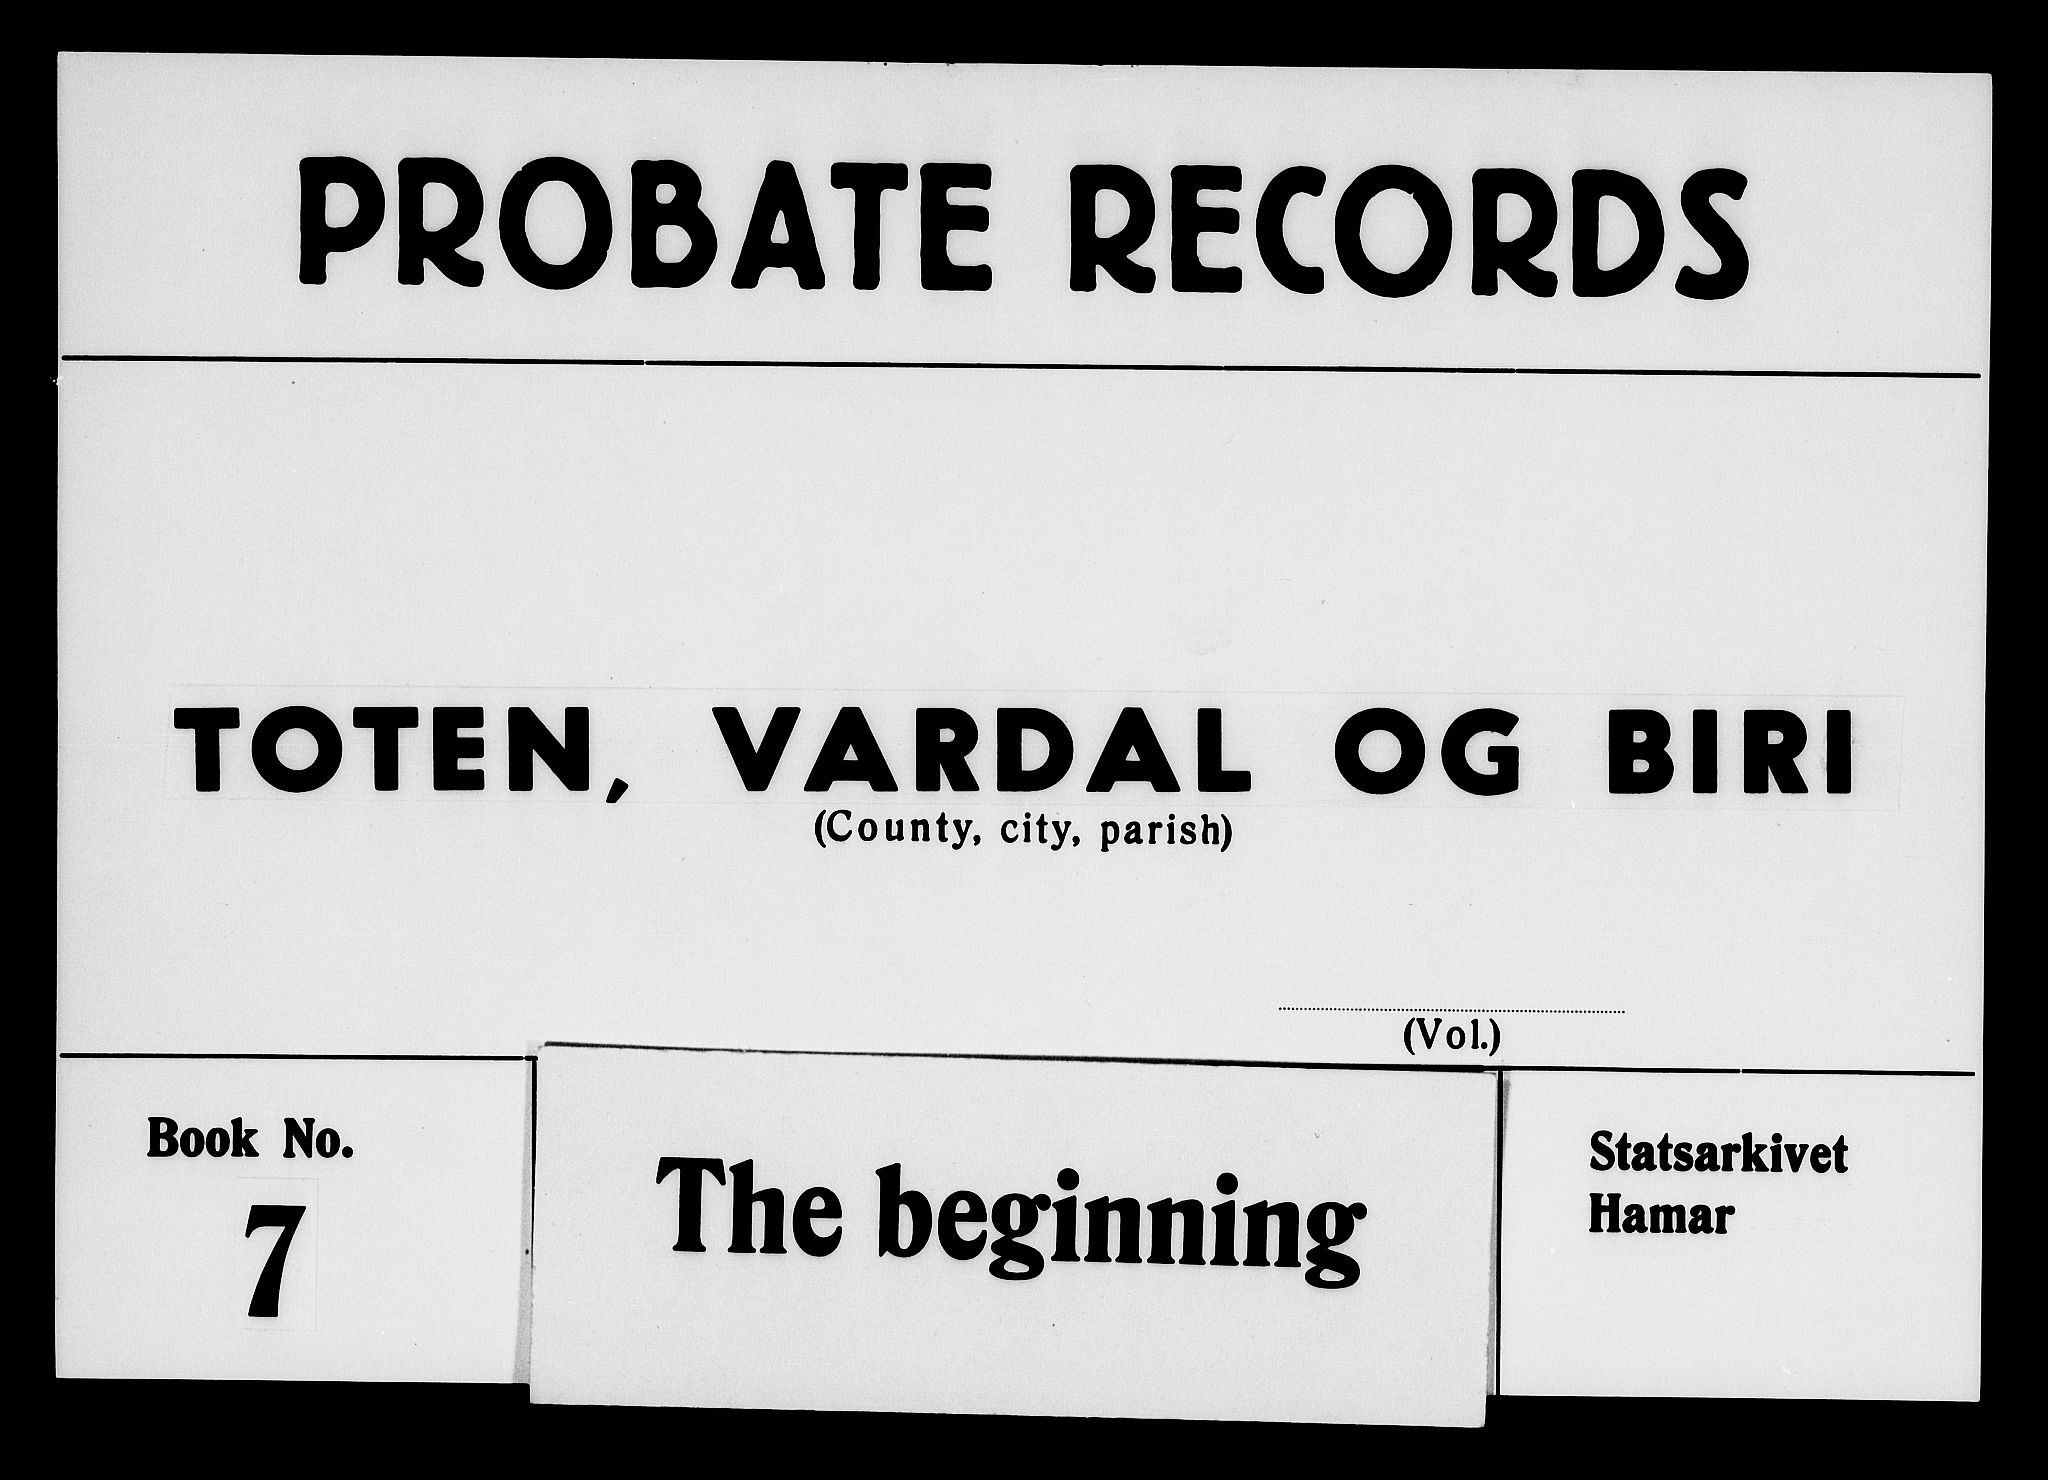 PROBATE RECORDS
TOTEN, VARDAL OG BIRI
(County, city, parish)
(Vol.)
Book No.
7
The beginning
Statsarkivet
Hamar